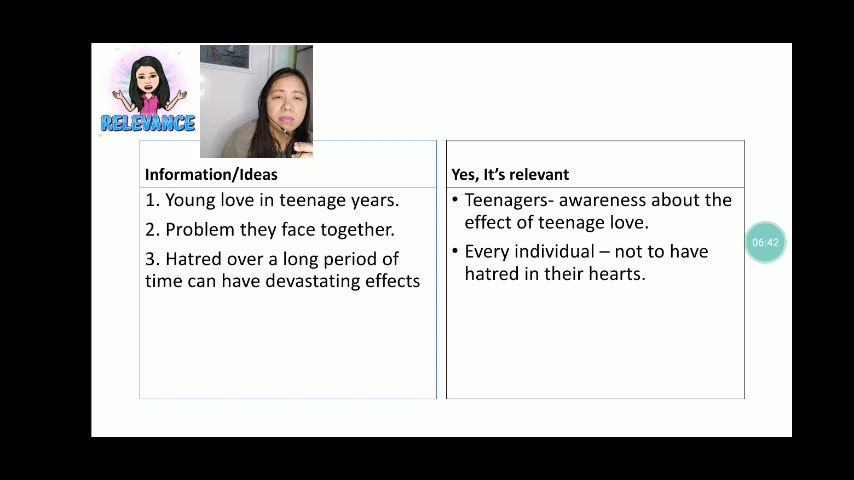 RELEVANCE
Information/Ideas
1. Young love in teenage years.
2. Problem they face together.
3. Hatred over a long period of
time can have devastating effects
Yes, It's relevant
• Teenagers- awareness about the
effect of teenage love.
• Every individual – not to have
hatred in their hearts.
06:42